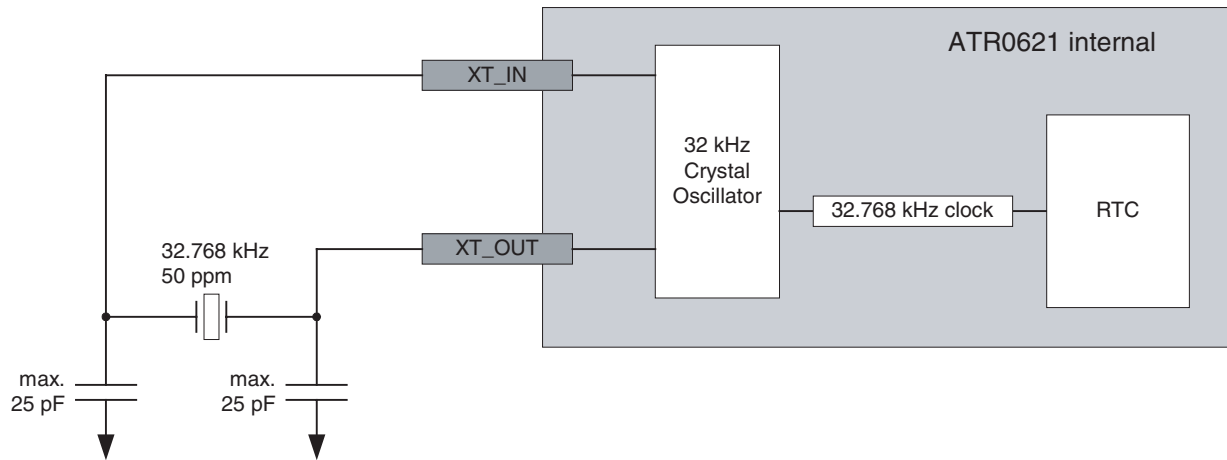 ATR0621 internal
XT_IN
32 kHz
Crystal
Oscillator
32.768 kHz clock
RTC
XT_OUT
32.768 kHz
50 ppm
max.
25 pF
max.
25 pF